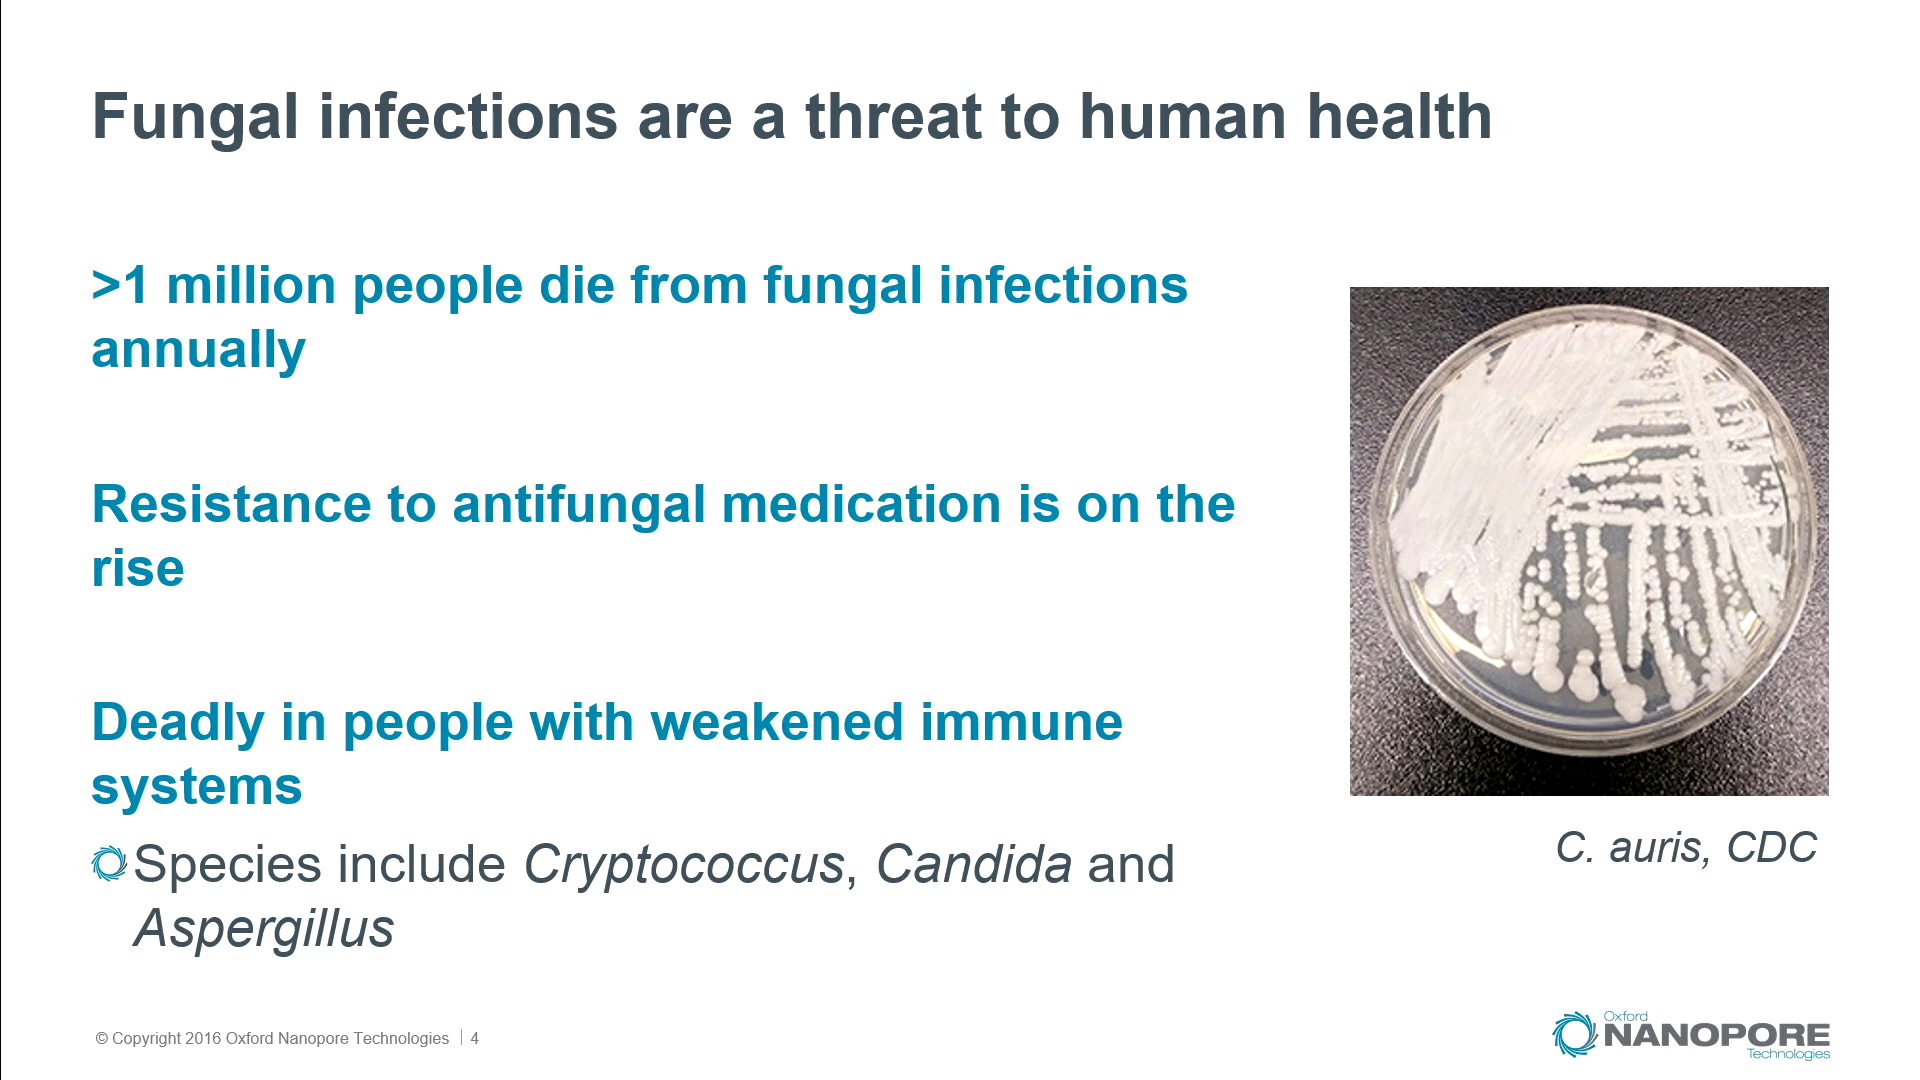 Fungal infections are a threat to human health
>1 million people die from fungal infections
annually
Resistance to antifungal medication is on the
rise
Deadly in people with weakened immune
systems
Species include Cryptococcus, Candida and
Aspergillus
C. auris, CDC
© Copyright 2016 Oxford Nanopore Technologies | 4
Oxford
NANOPORE
Technologies